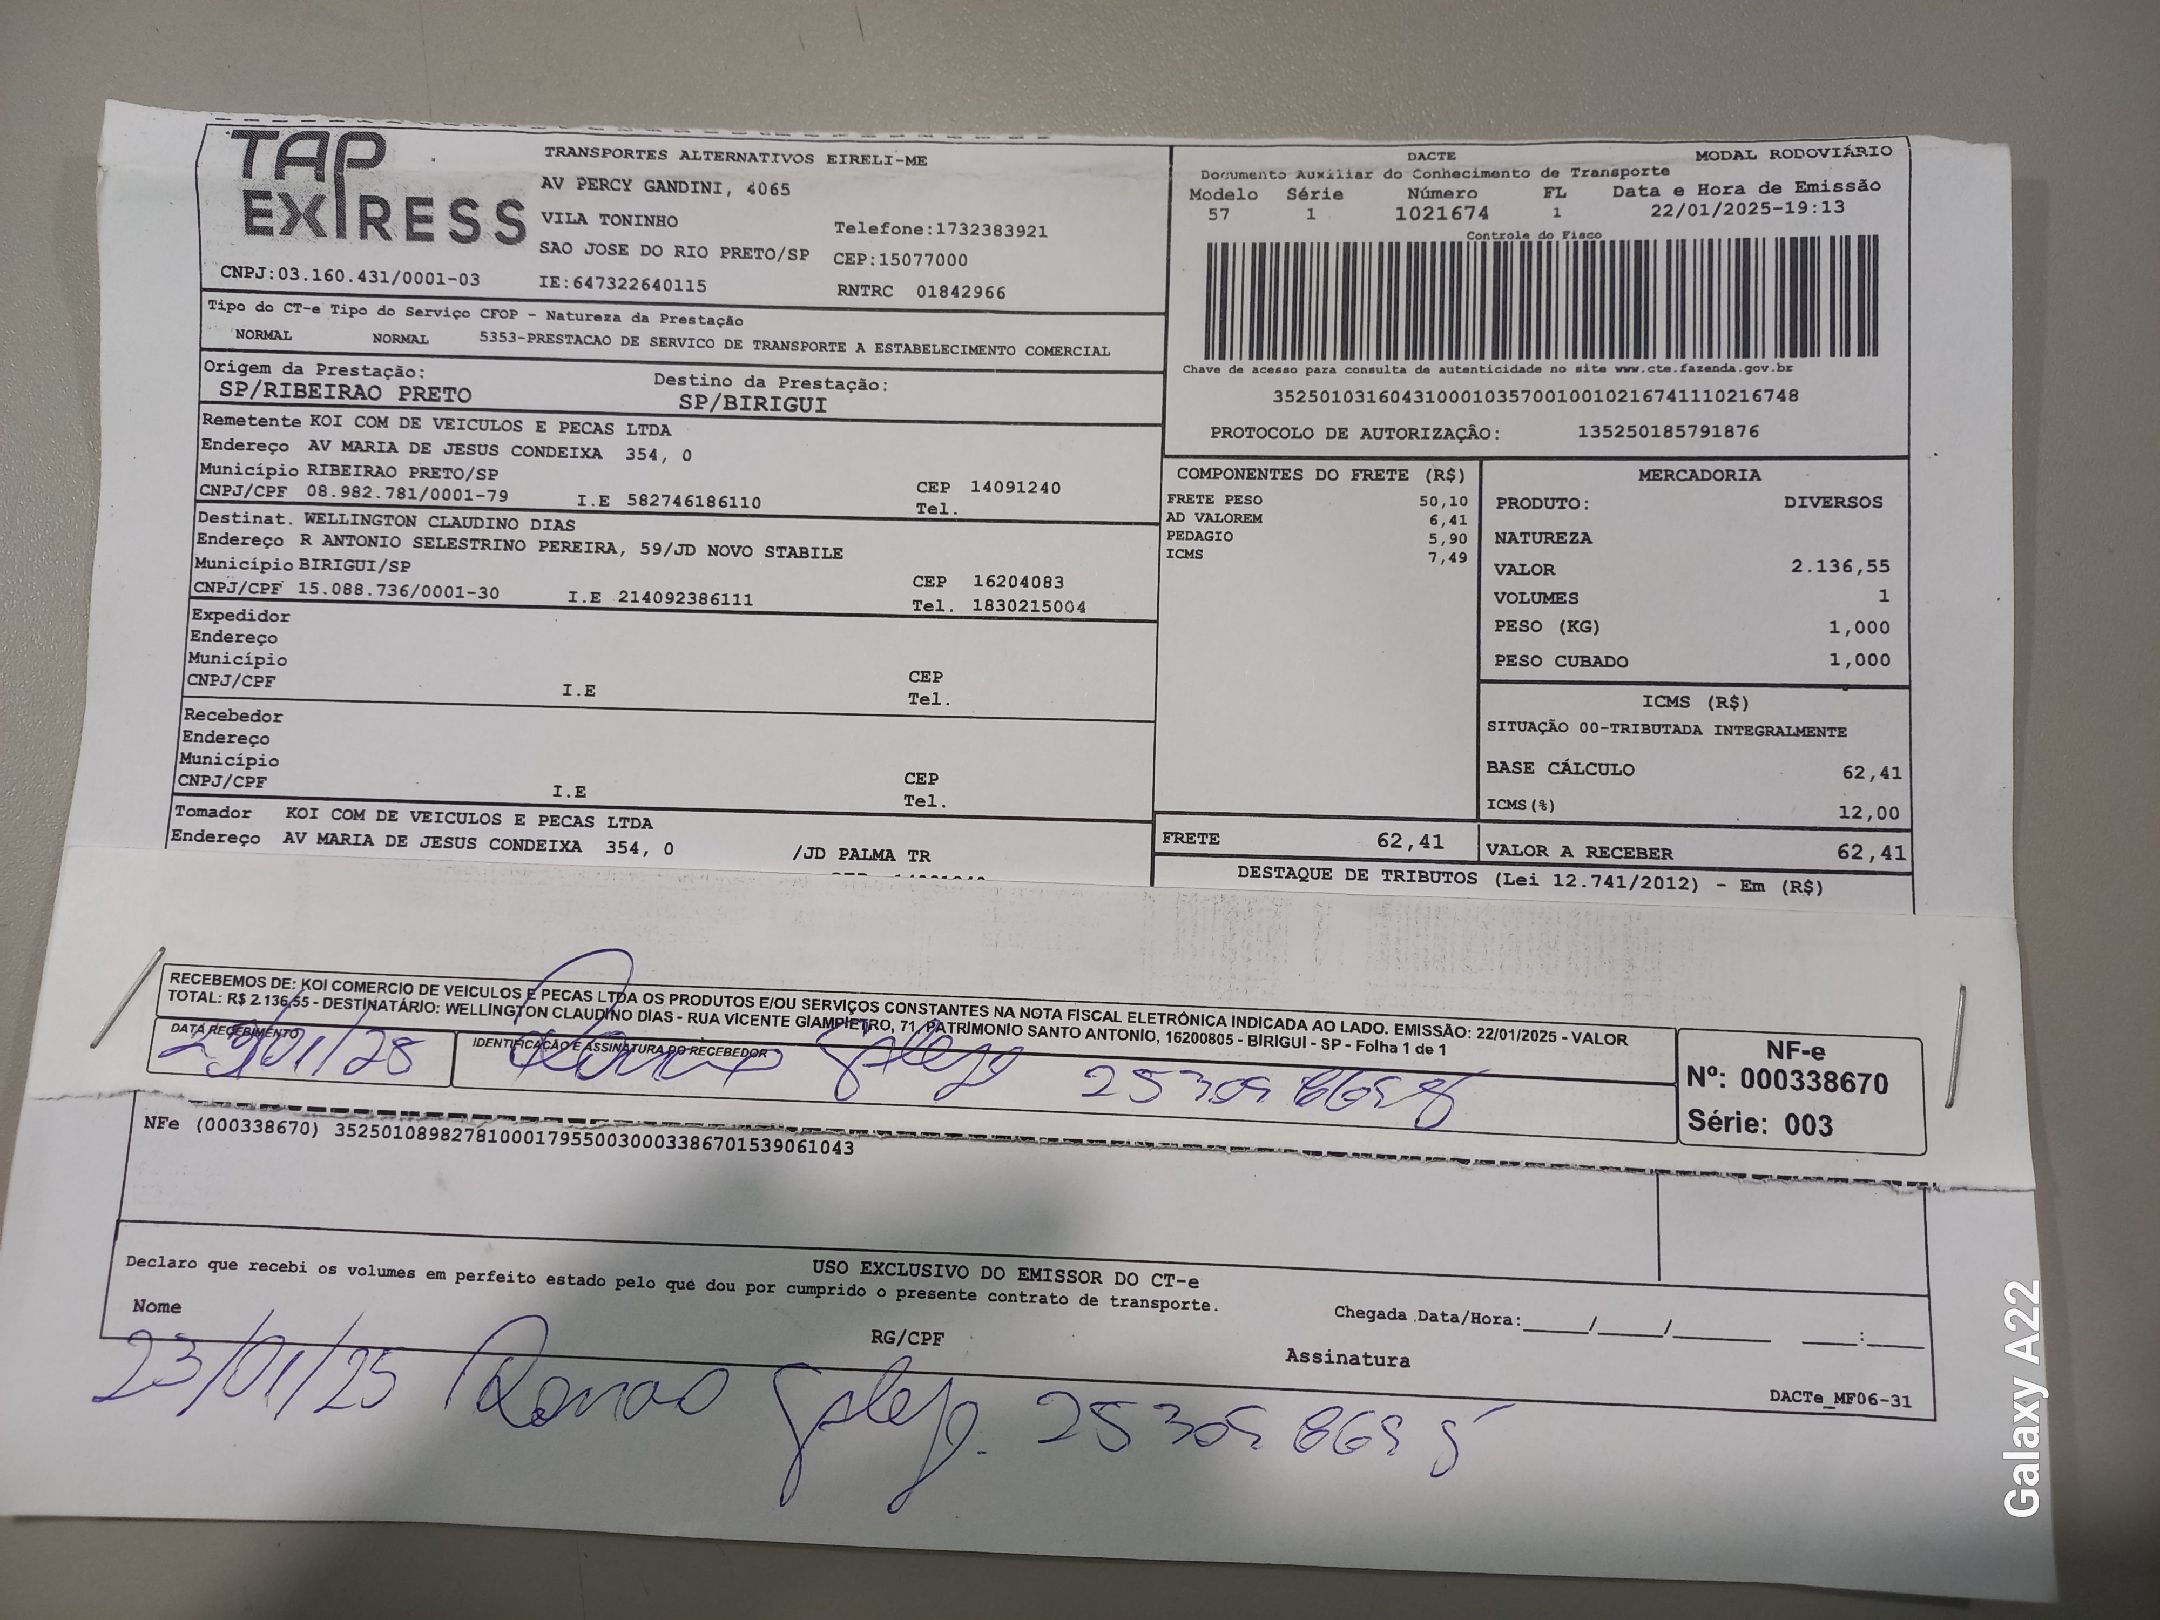 TAP EXPRESS
TRANSPORTES ALTERNATIVOS EIRELI-ME
AV PERCY GANDINI, 4065
VILA TONINHO
Telefone:1732383921
SAO JOSE DO RIO PRETO/SP CEP:15077000
CNPJ:03.160.431/0001-03 IE:647322640115 RNTRC 01842966
DACTE MODAL RODOVIÁRIO
Documento Auxiliar do Conhecimento de Transporte
Modelo Série Número FL Data e Hora de Emissão
57 1 1021674 1 22/01/2025-19:13
Controle do Fisco
Chave de acesso para consulta de autenticidade no site www.cte.fazenda.gov.br
35250103160431000103570010010216741110216748
PROTOCOLO DE AUTORIZAÇÃO: 135250185791876
Tipo do CT-e Tipo do Serviço CFOP - Natureza da Prestação
NORMAL NORMAL 5353-PRESTACAO DE SERVICO DE TRANSPORTE A ESTABELECIMENTO COMERCIAL
Origem da Prestação: Destino da Prestação:
SP/RIBEIRAO PRETO SP/BIRIGUI
Remetente KOI COM DE VEICULOS E PECAS LTDA
Endereço AV MARIA DE JESUS CONDEIXA 354, 0
Município RIBEIRAO PRETO/SP CEP 14091240
CNPJ/CPF 08.982.781/0001-79 I.E 582746186110 Tel.
Destinat. WELLINGTON CLAUDINO DIAS
Endereço R ANTONIO SELESTRINO PEREIRA, 59/JD NOVO STABILE
Município BIRIGUI/SP CEP 16204083
CNPJ/CPF 15.088.736/0001-30 I.E 214092386111 Tel. 1830215004
Expedidor
Endereço
Município CEP
CNPJ/CPF I.E Tel.
Recebedor
Endereço
Município CEP
CNPJ/CPF I.E Tel.
Tomador KOI COM DE VEICULOS E PECAS LTDA
Endereço AV MARIA DE JESUS CONDEIXA 354, 0 /JD PALMA TR
COMPONENTES DO FRETE (R$)
FRETE PESO 50,10
AD VALOREM 6,41
PEDAGIO 5,90
ICMS 7,49
FRETE 62,41
MERCADORIA
PRODUTO: DIVERSOS
NATUREZA
VALOR 2.136,55
VOLUMES 1
PESO (KG) 1,000
PESO CUBADO 1,000
ICMS (R$)
SITUAÇÃO 00-TRIBUTADA INTEGRALMENTE
BASE CÁLCULO 62,41
ICMS(%) 12,00
VALOR A RECEBER 62,41
DESTAQUE DE TRIBUTOS (Lei 12.741/2012) - Em (R$)
RECEBEMOS DE: KOI COMERCIO DE VEICULOS E PECAS LTDA OS PRODUTOS E/OU SERVIÇOS CONSTANTES NA NOTA FISCAL ELETRÔNICA INDICADA AO LADO. EMISSÃO: 22/01/2025 - VALOR
TOTAL: R$ 2.136,55 - DESTINATÁRIO: WELLINGTON CLAUDINO DIAS - RUA VICENTE GIAMPIETRO, 71, PATRIMONIO SANTO ANTONIO, 16200805 - BIRIGUI - SP - Folha 1 de 1
DATA RECEBIMENTO IDENTIFICAÇÃO E ASSINATURA DO RECEBEDOR
23/01/25
NF-e
Nº: 000338670
Série: 003
NFe (000338670) 35250108982781000179550030003386701539061043
USO EXCLUSIVO DO EMISSOR DO CT-e
Declaro que recebi os volumes em perfeito estado pelo que dou por cumprido o presente contrato de transporte.
Nome RG/CPF Assinatura Chegada Data/Hora:____/____/______ ____:____
DACTe_MF06-31
23/01/25
Galaxy A22